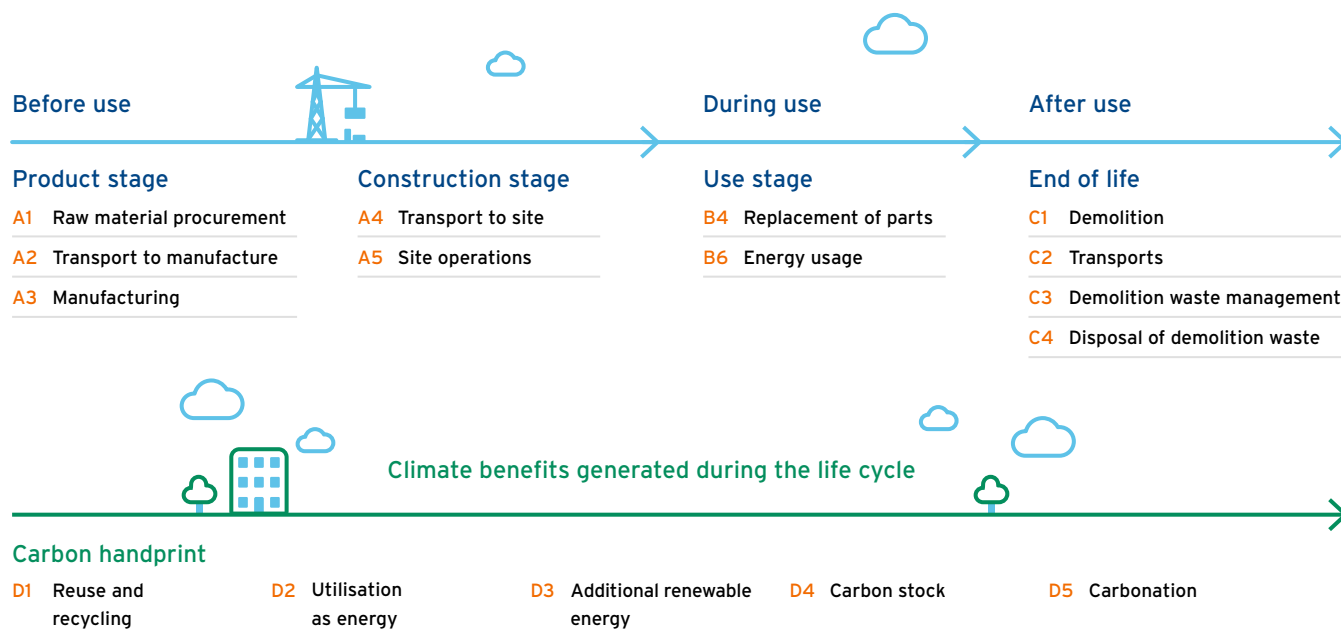 Before use
During use
After use
Product stage
A1 Raw material procurement
A2 Transport to manufacture
A3 Manufacturing
Construction stage
A4 Transport to site
A5 Site operations
Use stage
B4 Replacement of parts
B6 Energy usage
End of life
C1 Demolition
C2 Transports
C3 Demolition waste management
C4 Disposal of demolition waste
Climate benefits generated during the life cycle
Carbon handprint
D1 Reuse and
recycling
D2 Utilisation
as energy
D3 Additional renewable
energy
D4 Carbon stock
D5 Carbonation